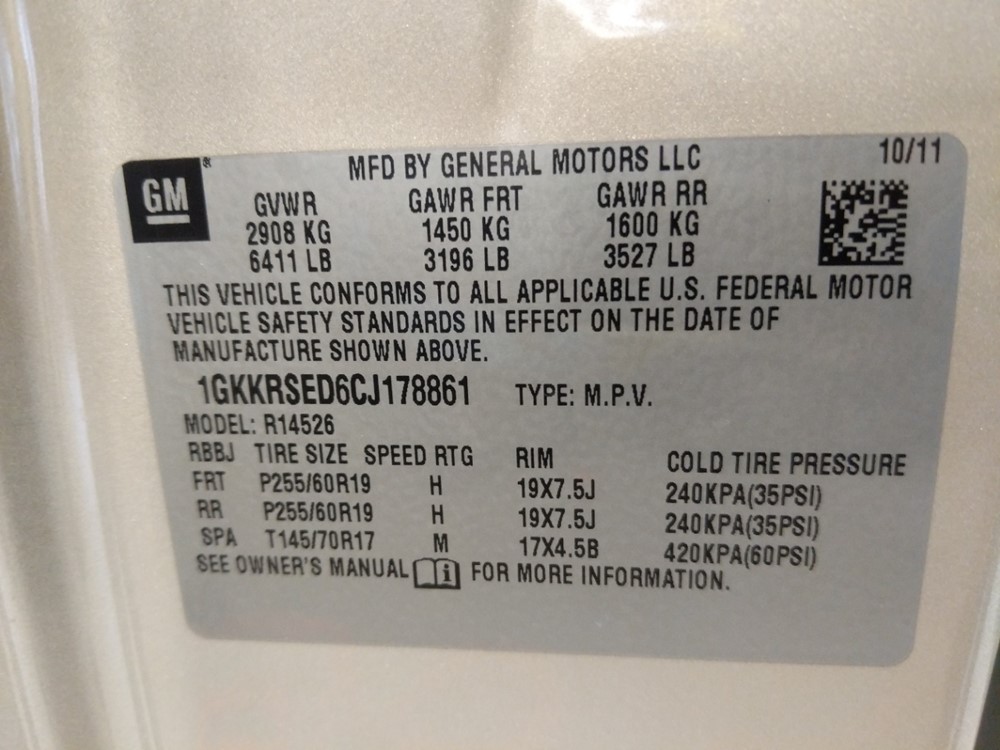 GM ® MFD BY GENERAL MOTORS LLC 10/11
GVWR GAWR FRT GAWR RR
2908 KG 1450 KG 1600 KG
6411 LB 3196 LB 3527 LB
THIS VEHICLE CONFORMS TO ALL APPLICABLE U.S. FEDERAL MOTOR
VEHICLE SAFETY STANDARDS IN EFFECT ON THE DATE OF
MANUFACTURE SHOWN ABOVE.
1GKKRSED6CJ178861 TYPE: M.P.V.
MODEL: R14526
RBBJ TIRE SIZE SPEED RTG RIM COLD TIRE PRESSURE
FRT P255/60R19 H 19X7.5J 240KPA(35PSI)
RR P255/60R19 H 19X7.5J 240KPA(35PSI)
SPA T145/70R17 M 17X4.5B 420KPA(60PSI)
SEE OWNER'S MANUAL i FOR MORE INFORMATION.